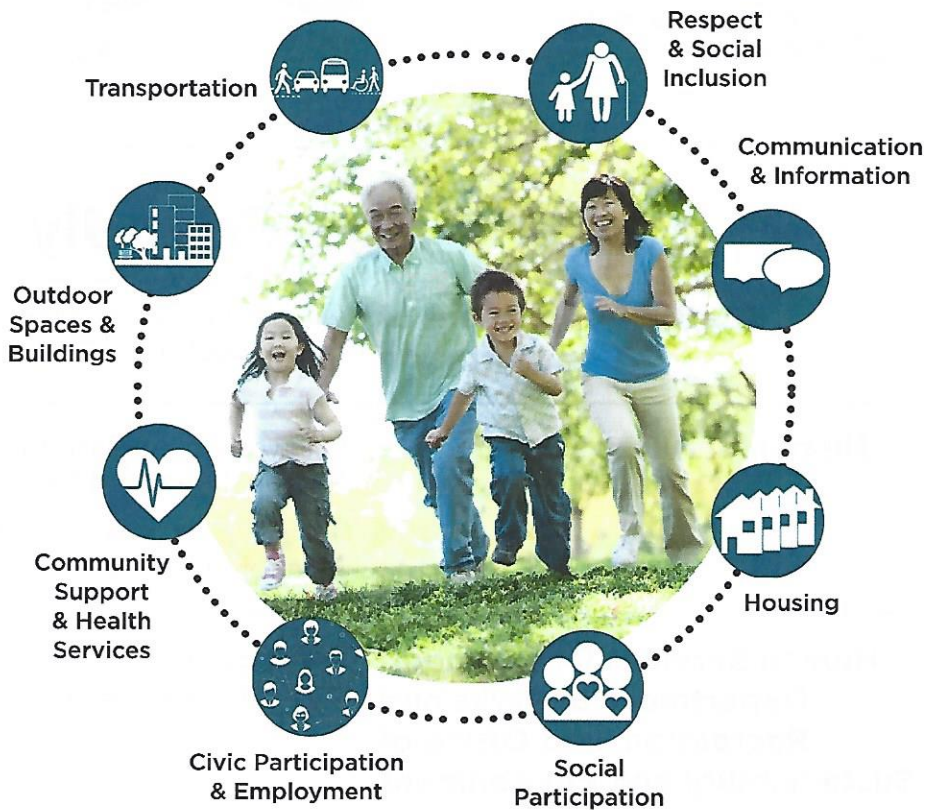 Respect
& Social
Inclusion
Transportation
Communication
& Information
Outdoor
Spaces &
Buildings
Community
Support
& Health
Services
Housing
Civic Participation
& Employment
Social
Participation